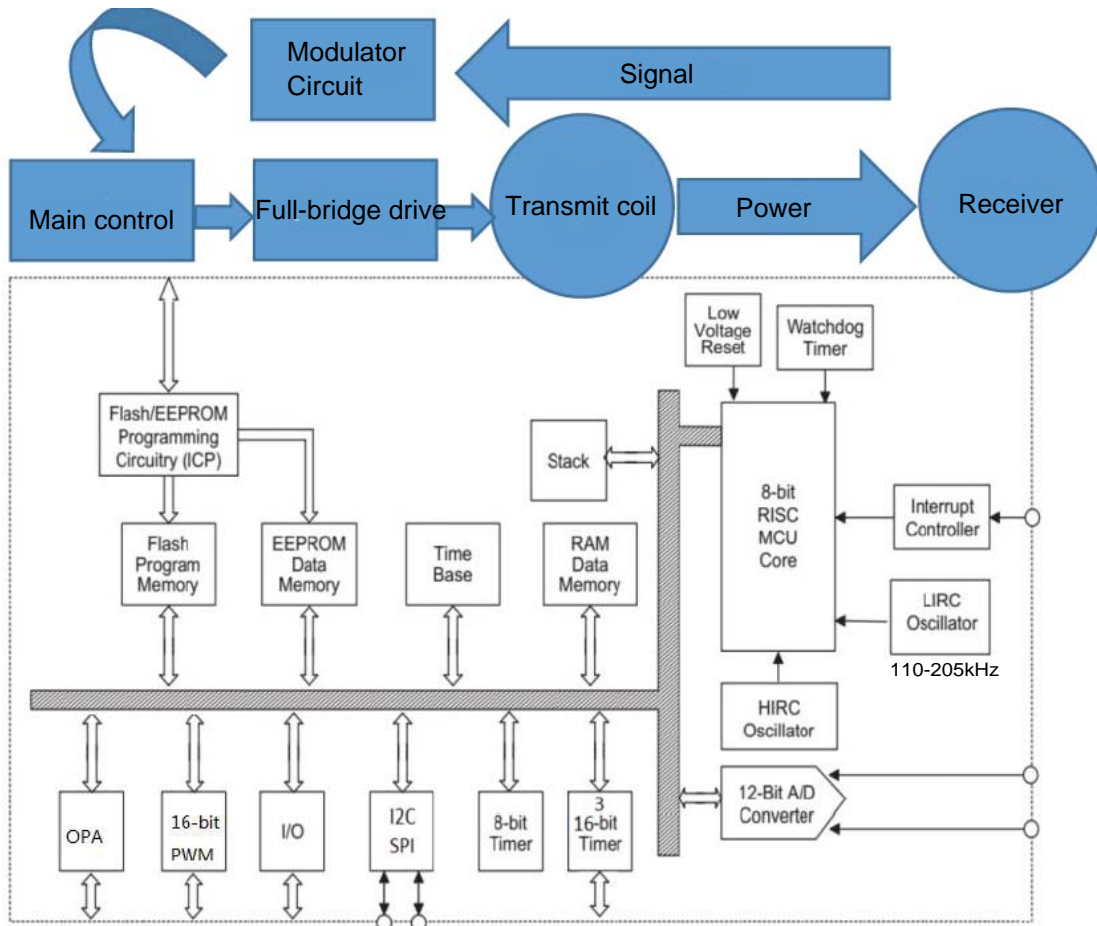 Modulator
Circuit
Signal
Main control
Full-bridge drive
Transmit coil
Power
Receiver
Low
Voltage
Reset
Watchdog
Timer
Flash/EEPROM
Programming
Circuitry (ICP)
Stack
8-bit
RISC
MCU
Core
Interrupt
Controller
Flash
Program
Memory
EEPROM
Data
Memory
Time
Base
RAM
Data
Memory
LIRC
Oscillator
110-205kHz
HIRC
Oscillator
12-Bit A/D
Converter
OPA
16-bit
PWM
I/O
I2C
SPI
8-bit
Timer
3
16-bit
Timer